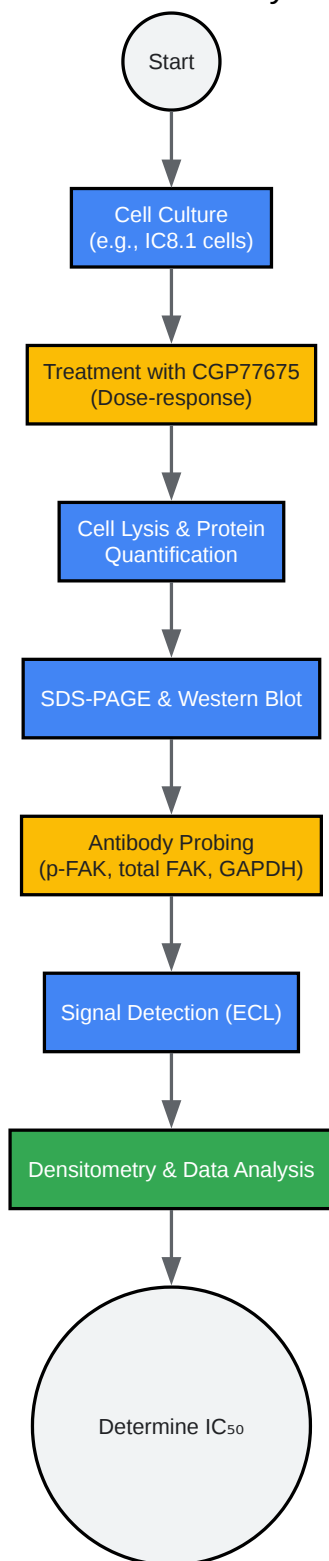 Start
Cell Culture
(e.g., IC8.1 cells)
Treatment with CGP77675
(Dose-response)
Cell Lysis & Protein
Quantification
SDS-PAGE & Western Blot
Antibody Probing
(p-FAK, total FAK, GAPDH)
Signal Detection (ECL)
Densitometry & Data Analysis
Determine IC₅₀